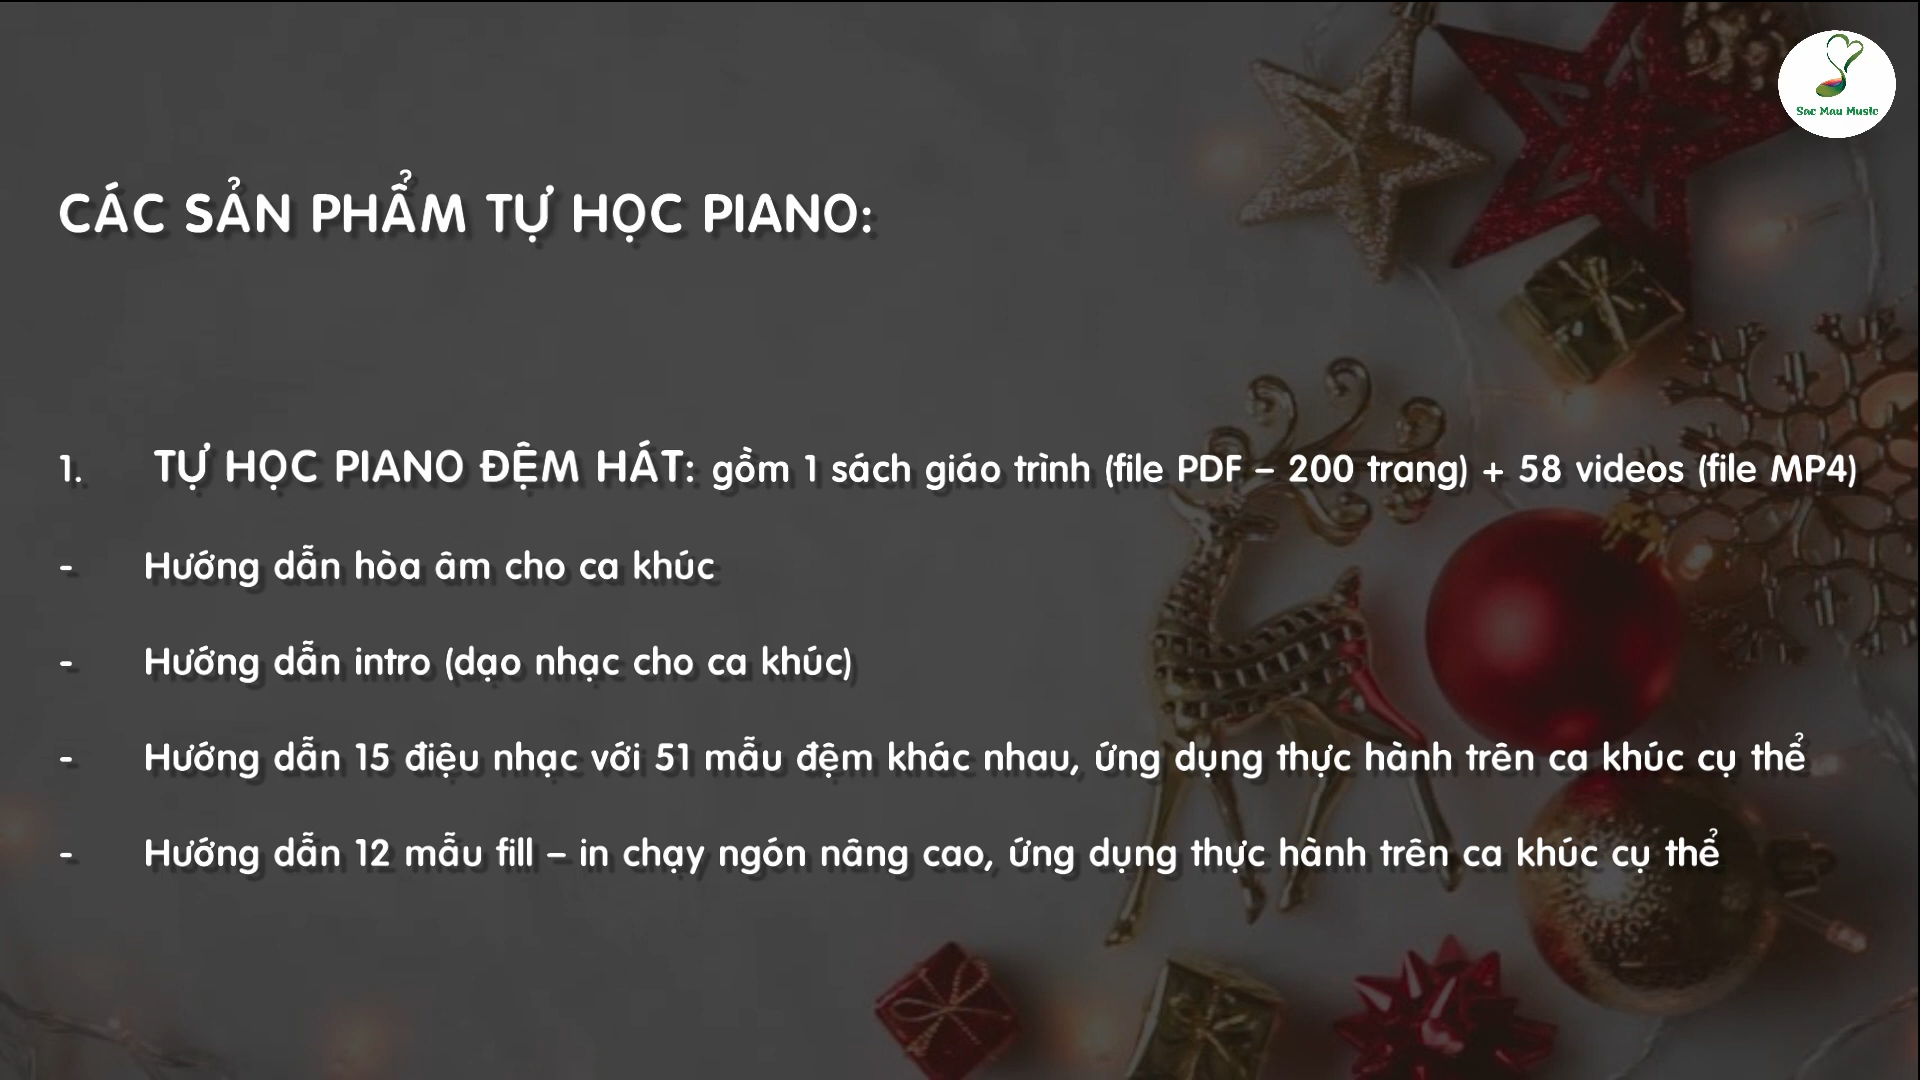 Sac Mau Music
CÁC SẢN PHẨM TỰ HỌC PIANO:
1. TỰ HỌC PIANO ĐỆM HÁT: gồm 1 sách giáo trình (file PDF – 200 trang) + 58 videos (file MP4)
- Hướng dẫn hòa âm cho ca khúc
- Hướng dẫn intro (dạo nhạc cho ca khúc)
- Hướng dẫn 15 điệu nhạc với 51 mẫu đệm khác nhau, ứng dụng thực hành trên ca khúc cụ thể
- Hướng dẫn 12 mẫu fill – in chạy ngón nâng cao, ứng dụng thực hành trên ca khúc cụ thể